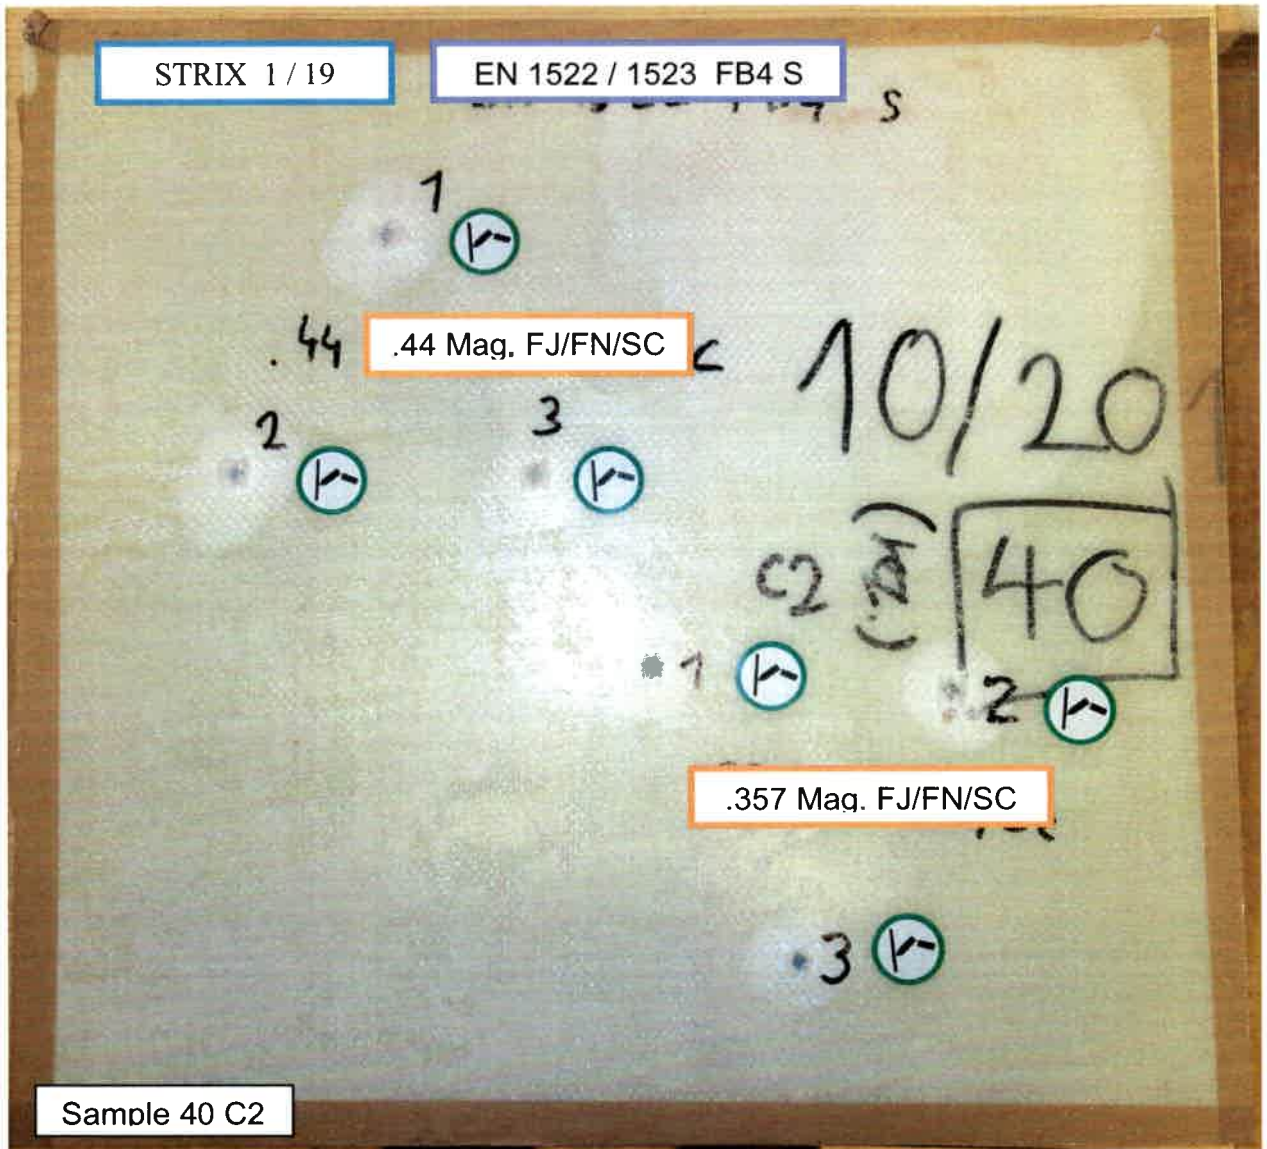 STRIX 1 / 19
EN 1522 / 1523 FB4 S
S
1
.44
.44 Mag. FJ/FN/SC
C
10/20
2
3
C2
40
1
2
.357 Mag. FJ/FN/SC
3
Sample 40 C2